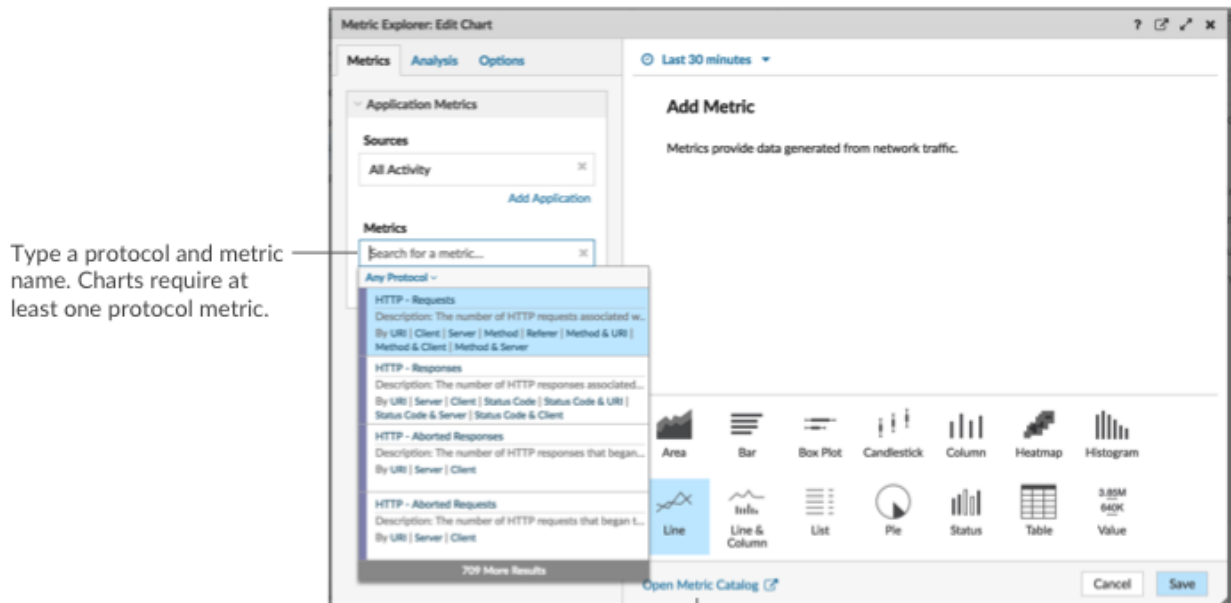 Metric Explorer: Edit Chart
?
Metrics Analysis Options
Last 30 minutes
Application Metrics
Sources
All Activity
Add Application
Metrics
Search for a metric...
Any Protocol
HTTP - Requests
Description: The number of HTTP requests associated w...
By URI | Client | Server | Method | Referer | Method & URI |
Method & Client | Method & Server
HTTP - Responses
Description: The number of HTTP responses associated...
By URI | Server | Client | Status Code | Status Code & URI |
Status Code & Server | Status Code & Client
HTTP - Aborted Responses
Description: The number of HTTP responses that began...
By URI | Server | Client
HTTP - Aborted Requests
Description: The number of HTTP requests that began t...
By URI | Server | Client
709 More Results
Type a protocol and metric
name. Charts require at
least one protocol metric.
Add Metric
Metrics provide data generated from network traffic.
Area Bar Box Plot Candlestick Column Heatmap Histogram
3.85M
640K
Line Line & List Pie Status Table Value
Column
Open Metric Catalog
Cancel Save